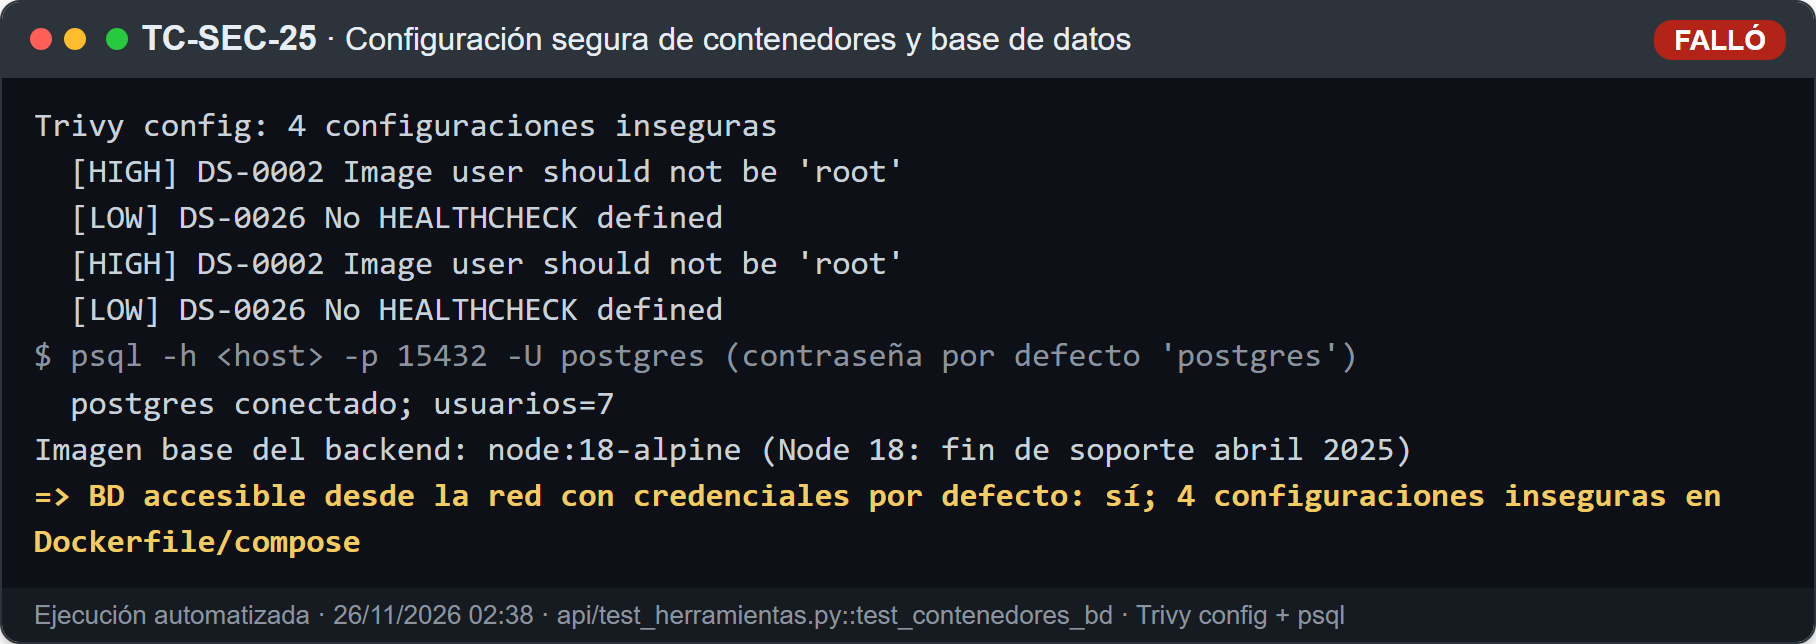 TC-SEC-25 · Configuración segura de contenedores y base de datos
FALLÓ
Trivy config: 4 configuraciones inseguras
[HIGH] DS-0002 Image user should not be 'root'
[LOW] DS-0026 No HEALTHCHECK defined
[HIGH] DS-0002 Image user should not be 'root'
[LOW] DS-0026 No HEALTHCHECK defined
$ psql -h <host> -p 15432 -U postgres (contraseña por defecto 'postgres')
postgres conectado; usuarios=7
Imagen base del backend: node:18-alpine (Node 18: fin de soporte abril 2025)
=> BD accesible desde la red con credenciales por defecto: sí; 4 configuraciones inseguras en
Dockerfile/compose
Ejecución automatizada · 26/11/2026 02:38 · api/test_herramientas.py::test_contenedores_bd · Trivy config + psql